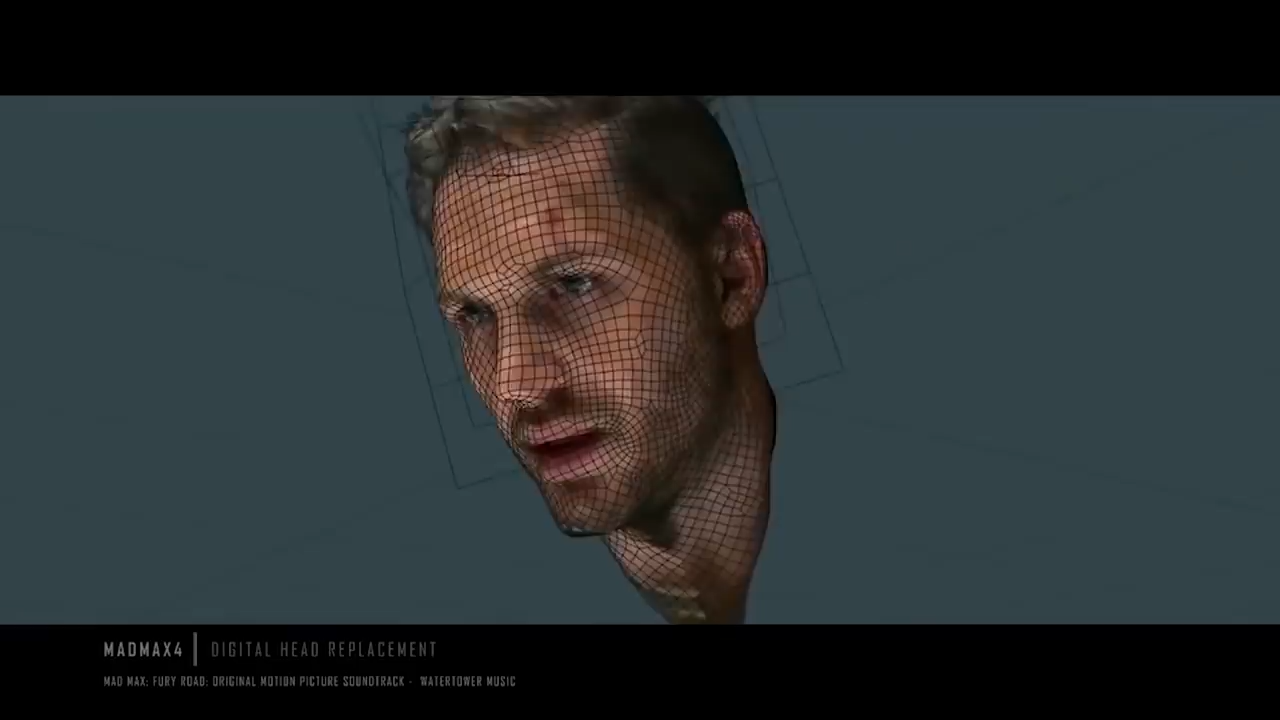 MADMAX4 | DIGITAL HEAD REPLACEMENT
MAD MAX: FURY ROAD: ORIGINAL MOTION PICTURE SOUNDTRACK - WATERTOWER MUSIC